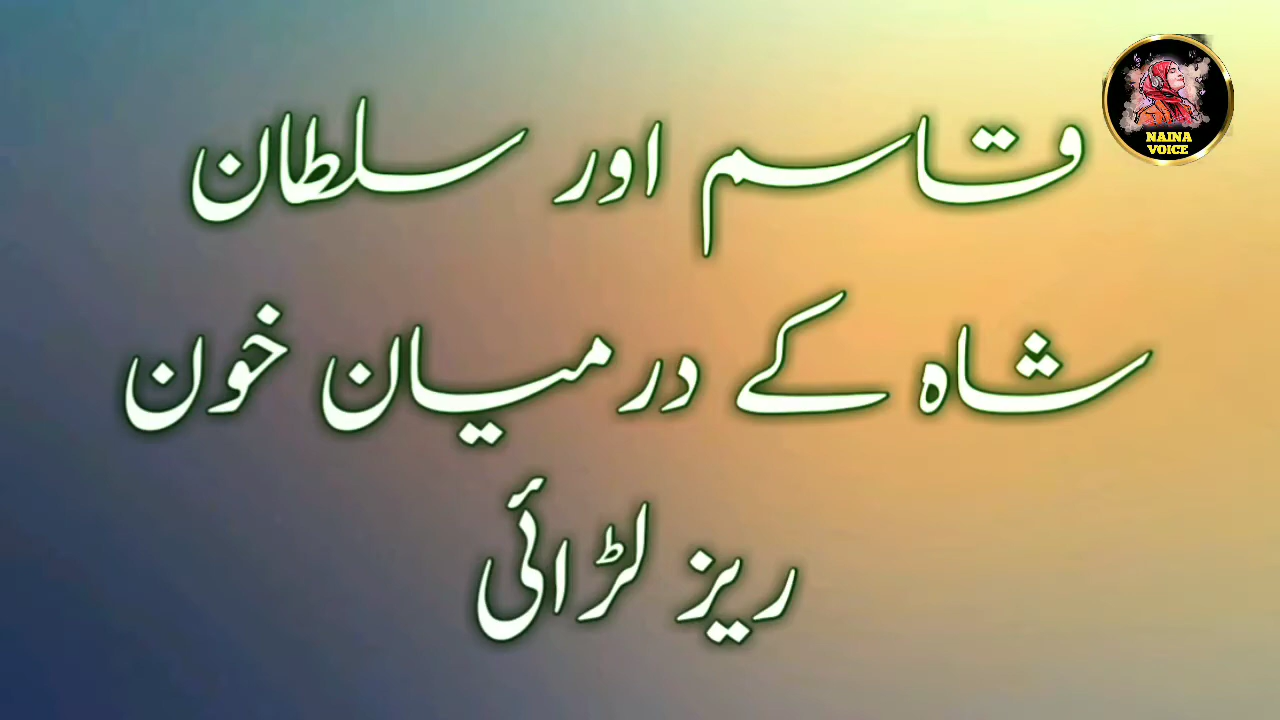 قاسم اور سلطان
شاہ کے درمیان خون
ریز لڑائی
NAINA
VOICE